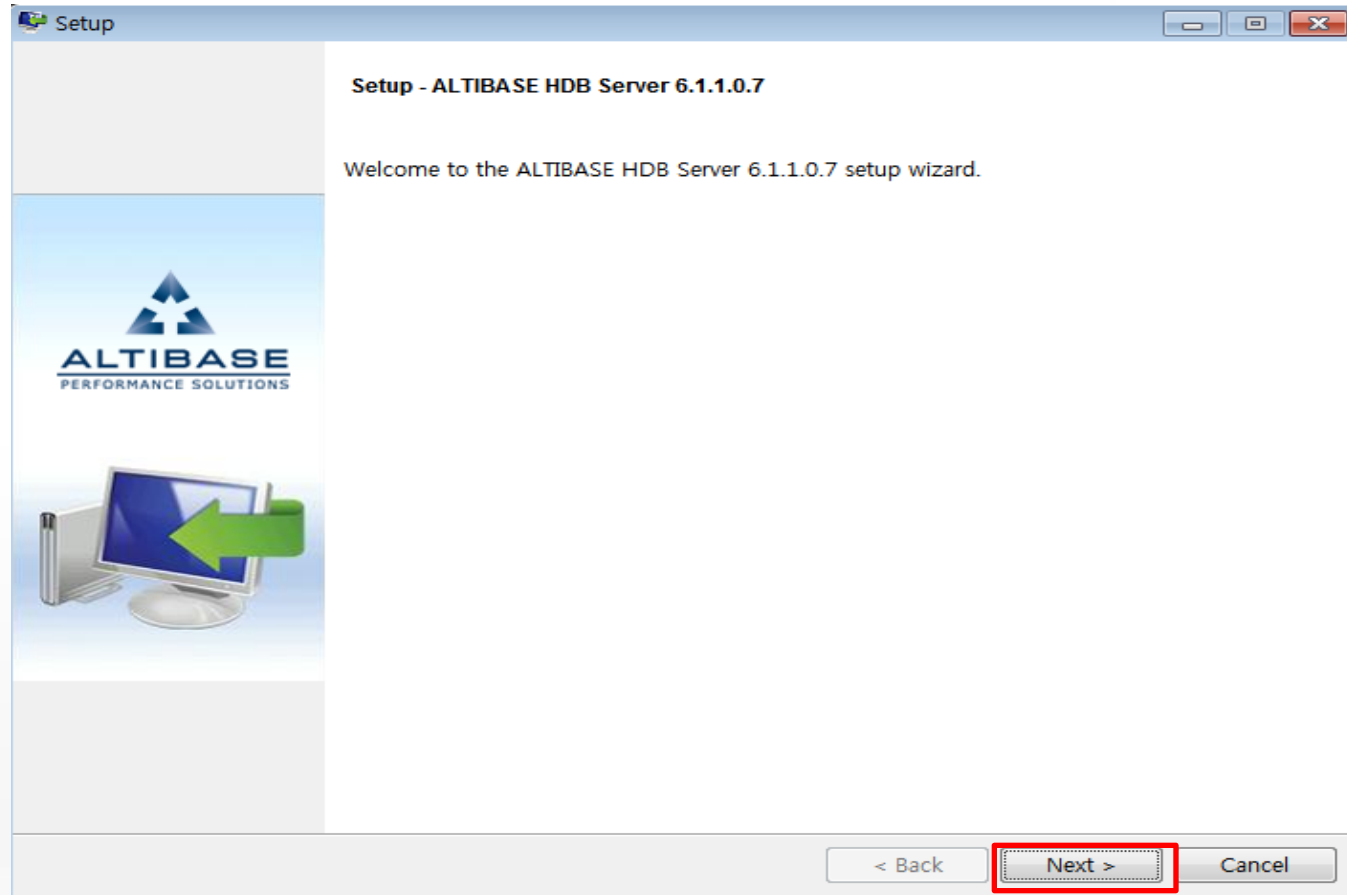 Setup
Setup - ALTIBASE HDB Server 6.1.1.0.7
Welcome to the ALTIBASE HDB Server 6.1.1.0.7 setup wizard.
ALTIBASE
PERFORMANCE SOLUTIONS
< Back Next > Cancel